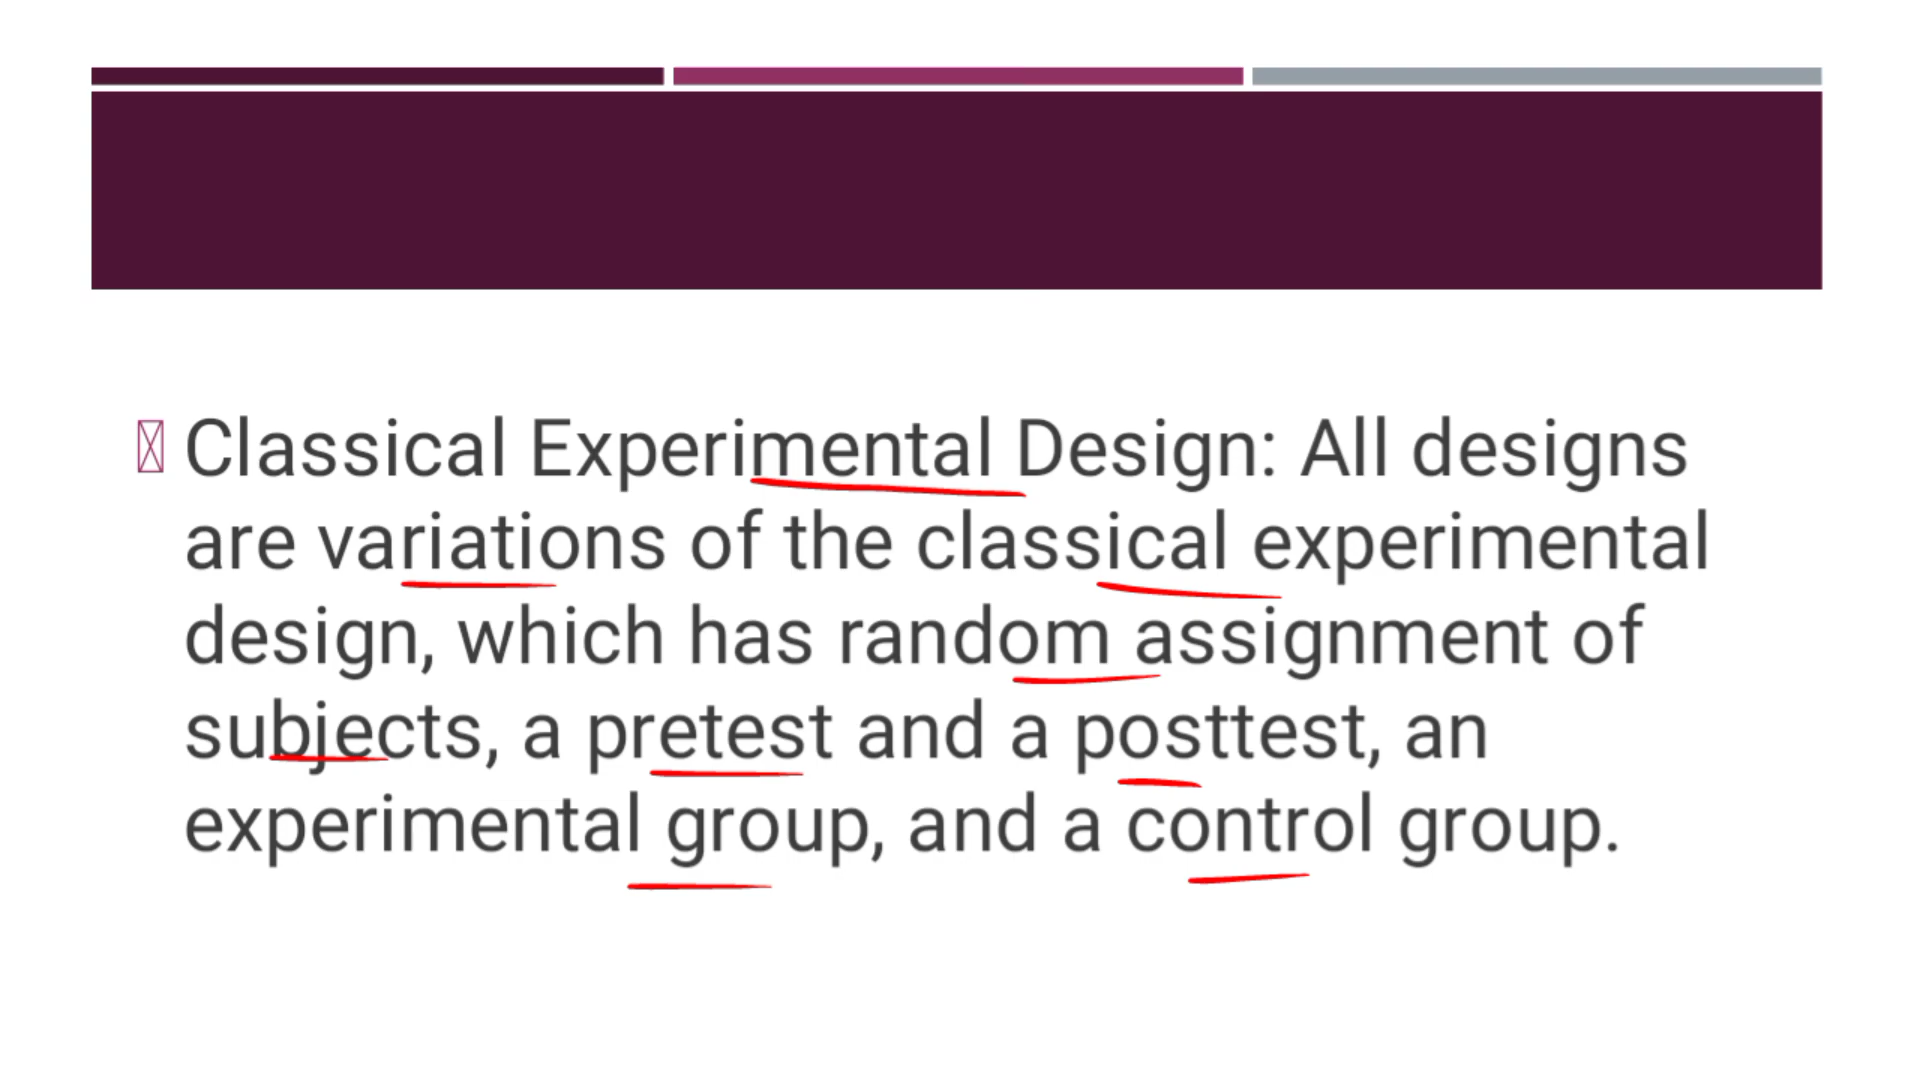 Classical Experimental Design: All designs
are variations of the classical experimental
design, which has random assignment of
subjects, a pretest and a posttest, an
experimental group, and a control group.